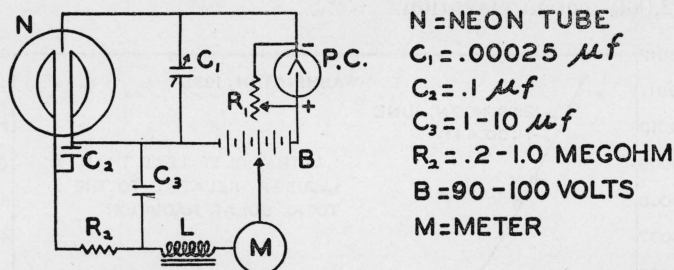 N
C₁
P.C.
-
+
R₁
C₂
C₃
B
R₂
L
M
N=NEON TUBE
C₁=.00025 µf
C₂=.1 µf
C₃=1-10 µf
R₂=.2-1.0 MEGOHM
B=90-100 VOLTS
M=METER